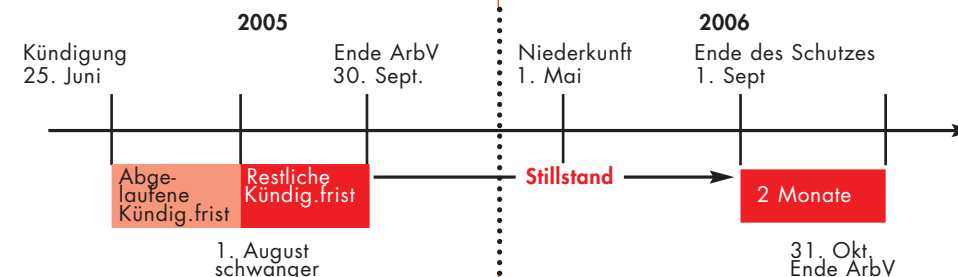 2005
2006
Kündigung
25. Juni
Ende ArbV
30. Sept.
Niederkunft
1. Mai
Ende des Schutzes
1. Sept
Abge-
laufene
Kündig.frist
Restliche
Kündig.frist
Stillstand
2 Monate
1. August
schwanger
31. Okt.
Ende ArbV